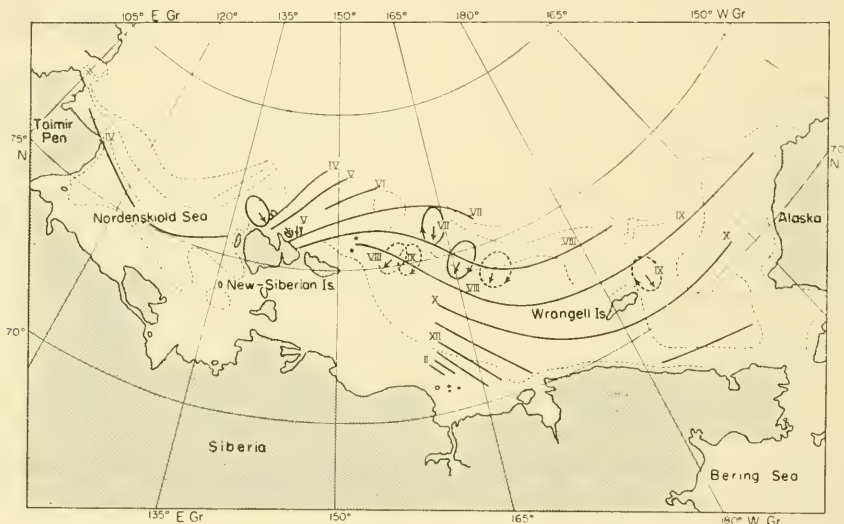 105° E Gr 120° 135° 150° 165° 180° 165° 150° W Gr
Taimir
Pen
75°
N
IV
Nordenskiold Sea
IV
V
VI
VII
V
II
VII
VIII
IX
VIII
VIII
IX
X
IX
70
N
Alaska
New-Siberian Is.
Wrangell Is.
X
XII
II
70°
Siberia
Bering Sea
135° E Gr 150° 165° 180° W Gr